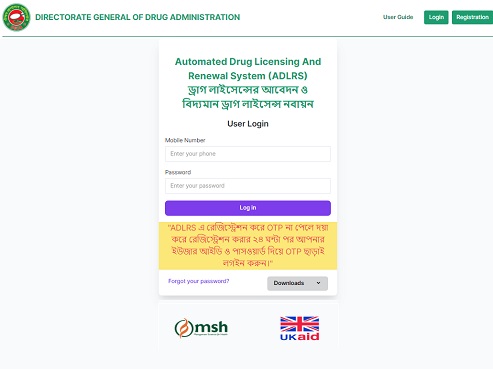 DIRECTORATE GENERAL OF DRUG ADMINISTRATION
User Guide
Login
Registration
Automated Drug Licensing And
Renewal System (ADLRS)
ড্রাগ লাইসেন্সের আবেদন ও
বিদ্যমান ড্রাগ লাইসেন্স নবায়ন
User Login
Mobile Number
Enter your phone
Password
Enter your password
Log in
"ADLRS এ রেজিস্ট্রেশন করে OTP না পেলে দয়া
করে রেজিস্ট্রেশন করার ২৪ ঘন্টা পর আপনার
ইউজার আইডি ও পাসওয়ার্ড দিয়ে OTP ছাড়াই
লগইন করুন।"
Forgot your password?
Downloads
msh
UKaid